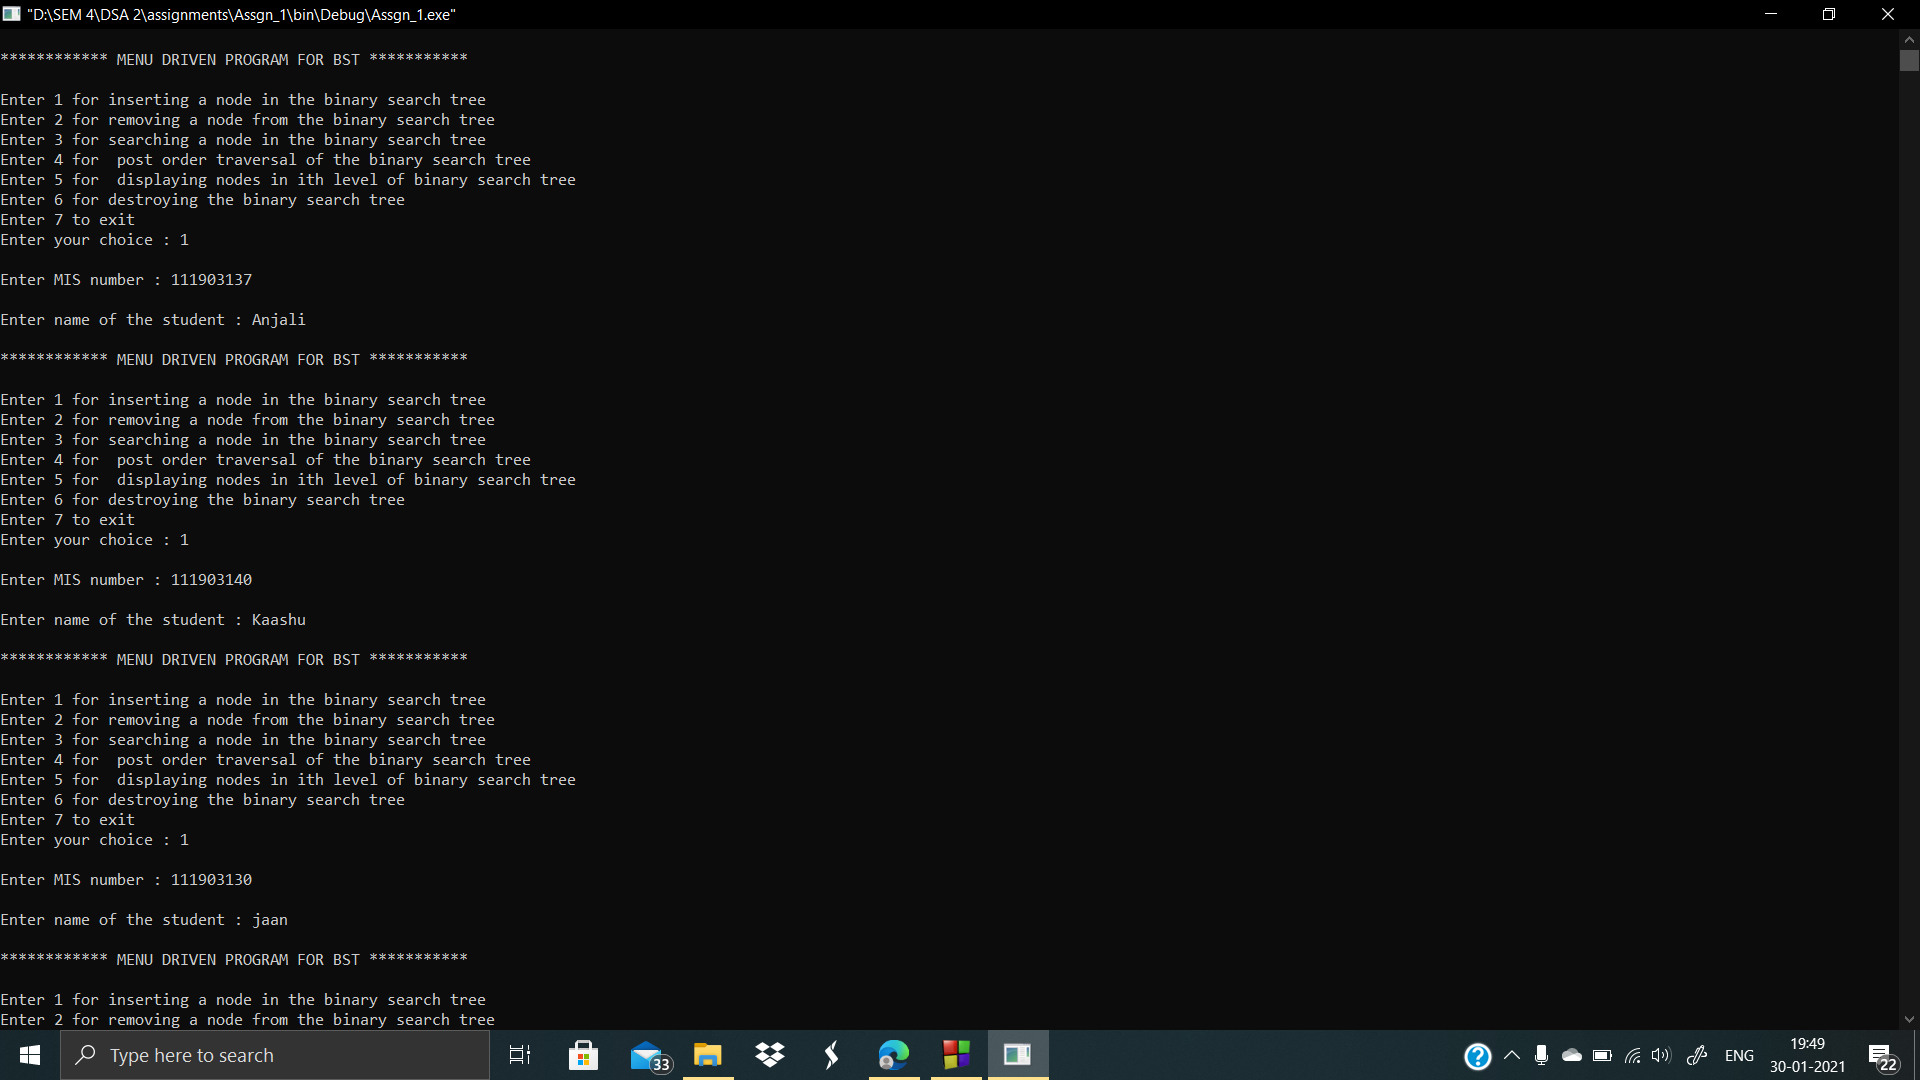 "D:\SEM 4\DSA 2\assignments\Assgn_1\bin\Debug\Assgn_1.exe"
************ MENU DRIVEN PROGRAM FOR BST ***********
Enter 1 for inserting a node in the binary search tree
Enter 2 for removing a node from the binary search tree
Enter 3 for searching a node in the binary search tree
Enter 4 for  post order traversal of the binary search tree
Enter 5 for  displaying nodes in ith level of binary search tree
Enter 6 for destroying the binary search tree
Enter 7 to exit
Enter your choice : 1
Enter MIS number : 111903137
Enter name of the student : Anjali
************ MENU DRIVEN PROGRAM FOR BST ***********
Enter 1 for inserting a node in the binary search tree
Enter 2 for removing a node from the binary search tree
Enter 3 for searching a node in the binary search tree
Enter 4 for  post order traversal of the binary search tree
Enter 5 for  displaying nodes in ith level of binary search tree
Enter 6 for destroying the binary search tree
Enter 7 to exit
Enter your choice : 1
Enter MIS number : 111903140
Enter name of the student : Kaashu
************ MENU DRIVEN PROGRAM FOR BST ***********
Enter 1 for inserting a node in the binary search tree
Enter 2 for removing a node from the binary search tree
Enter 3 for searching a node in the binary search tree
Enter 4 for  post order traversal of the binary search tree
Enter 5 for  displaying nodes in ith level of binary search tree
Enter 6 for destroying the binary search tree
Enter 7 to exit
Enter your choice : 1
Enter MIS number : 111903130
Enter name of the student : jaan
************ MENU DRIVEN PROGRAM FOR BST ***********
Enter 1 for inserting a node in the binary search tree
Enter 2 for removing a node from the binary search tree
Type here to search
33
ENG
19:49
30-01-2021
22